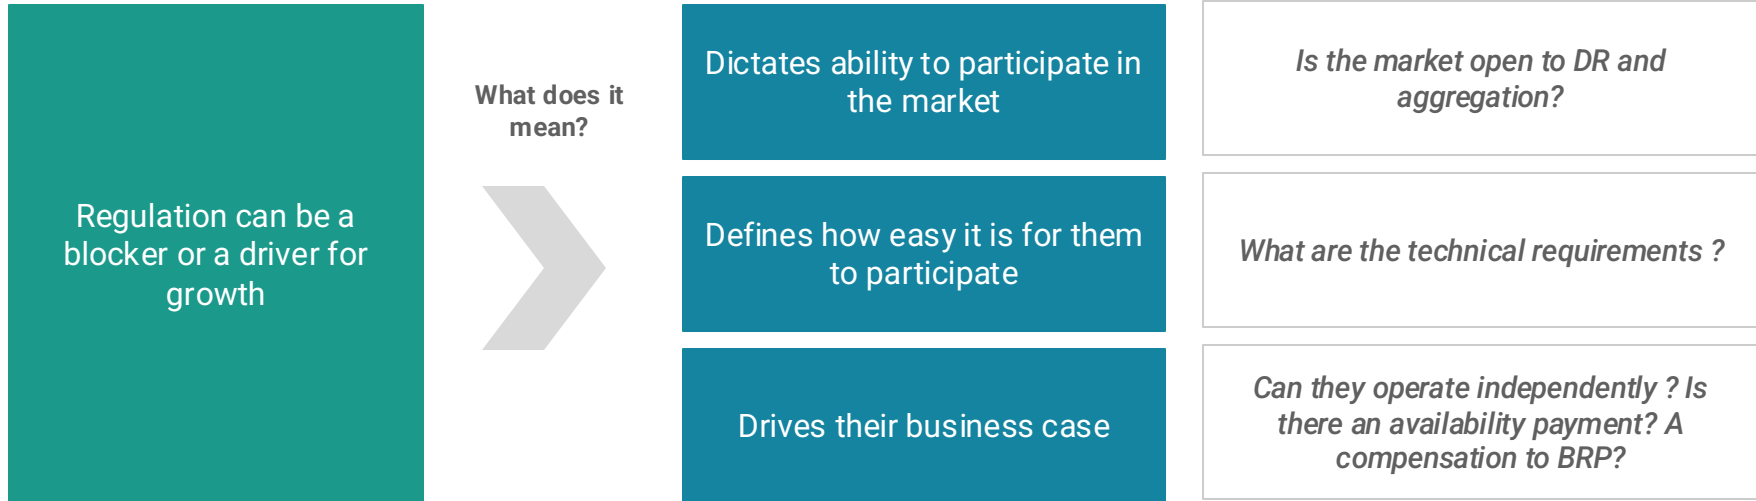 Regulation can be a
blocker or a driver for
growth
What does it
mean?
Dictates ability to participate in
the market
Is the market open to DR and
aggregation?
Defines how easy it is for them
to participate
What are the technical requirements ?
Drives their business case
Can they operate independently ? Is
there an availability payment? A
compensation to BRP?